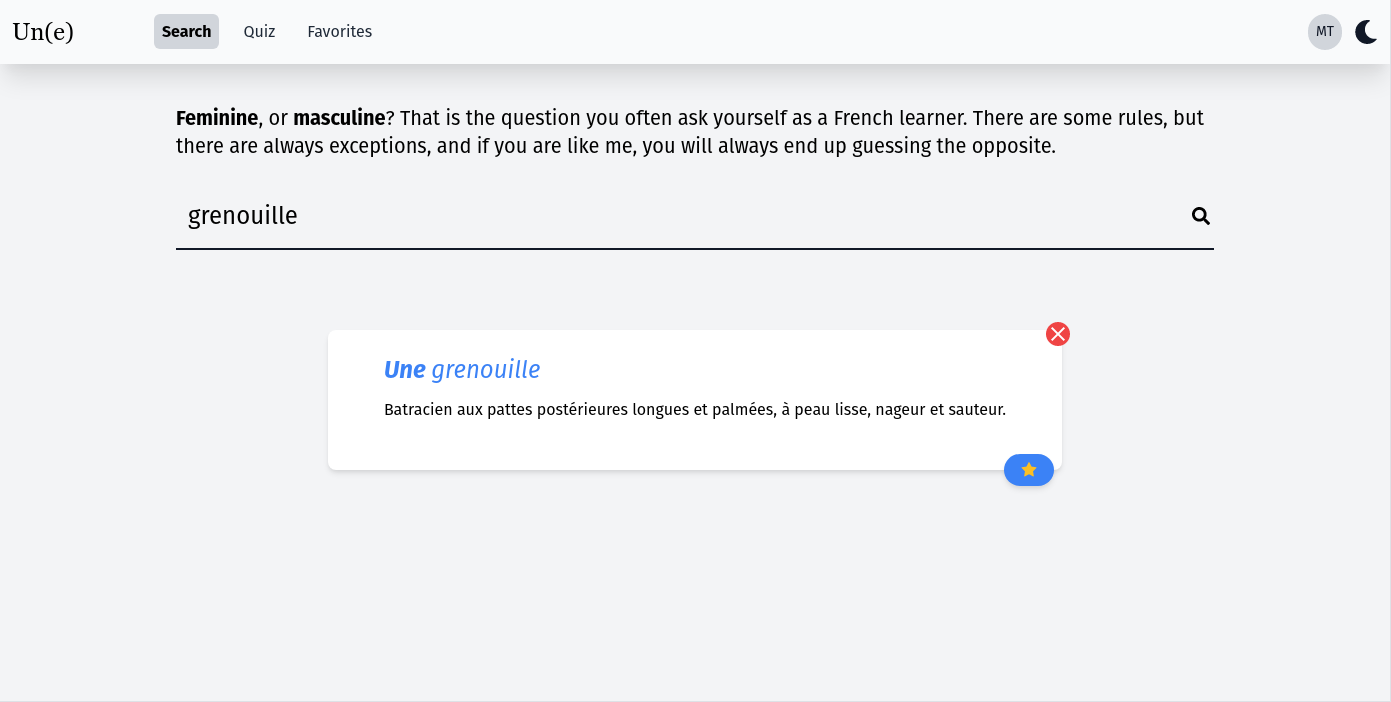 Un(e) Search Quiz Favorites MT
Feminine, or masculine? That is the question you often ask yourself as a French learner. There are some rules, but
there are always exceptions, and if you are like me, you will always end up guessing the opposite.
grenouille
Une grenouille
Batracien aux pattes postérieures longues et palmées, à peau lisse, nageur et sauteur.